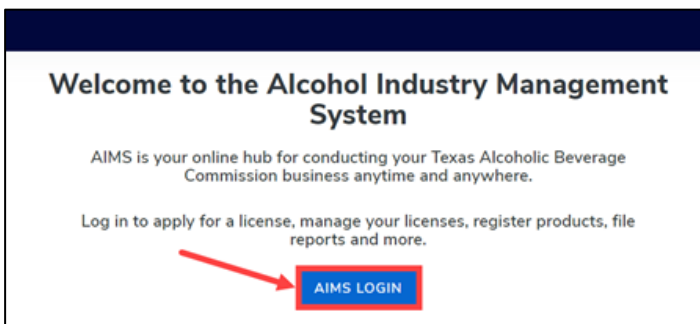 Welcome to the Alcohol Industry Management
System
AIMS is your online hub for conducting your Texas Alcoholic Beverage
Commission business anytime and anywhere.
Log in to apply for a license, manage your licenses, register products, file
reports and more.
AIMS LOGIN